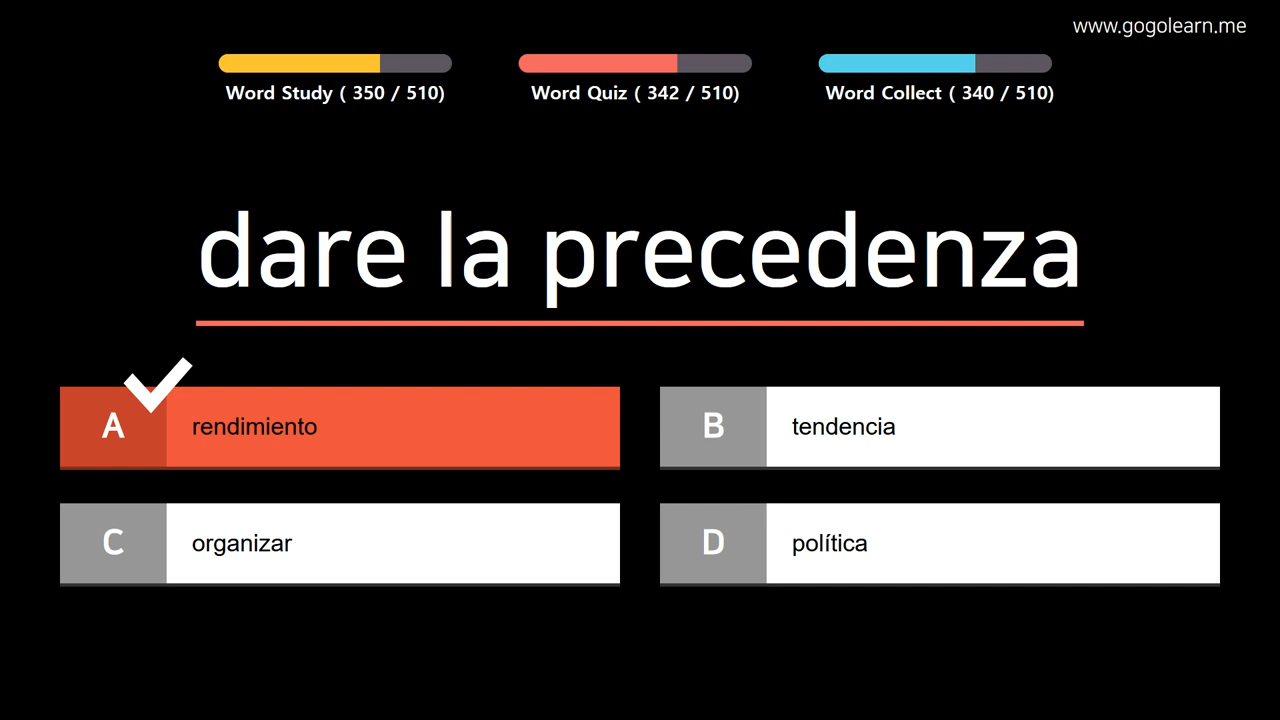 www.gogolearn.me
Word Study ( 350 / 510)
Word Quiz ( 342 / 510)
Word Collect ( 340 / 510)
dare la precedenza
A rendimiento
B tendencia
C organizar
D política